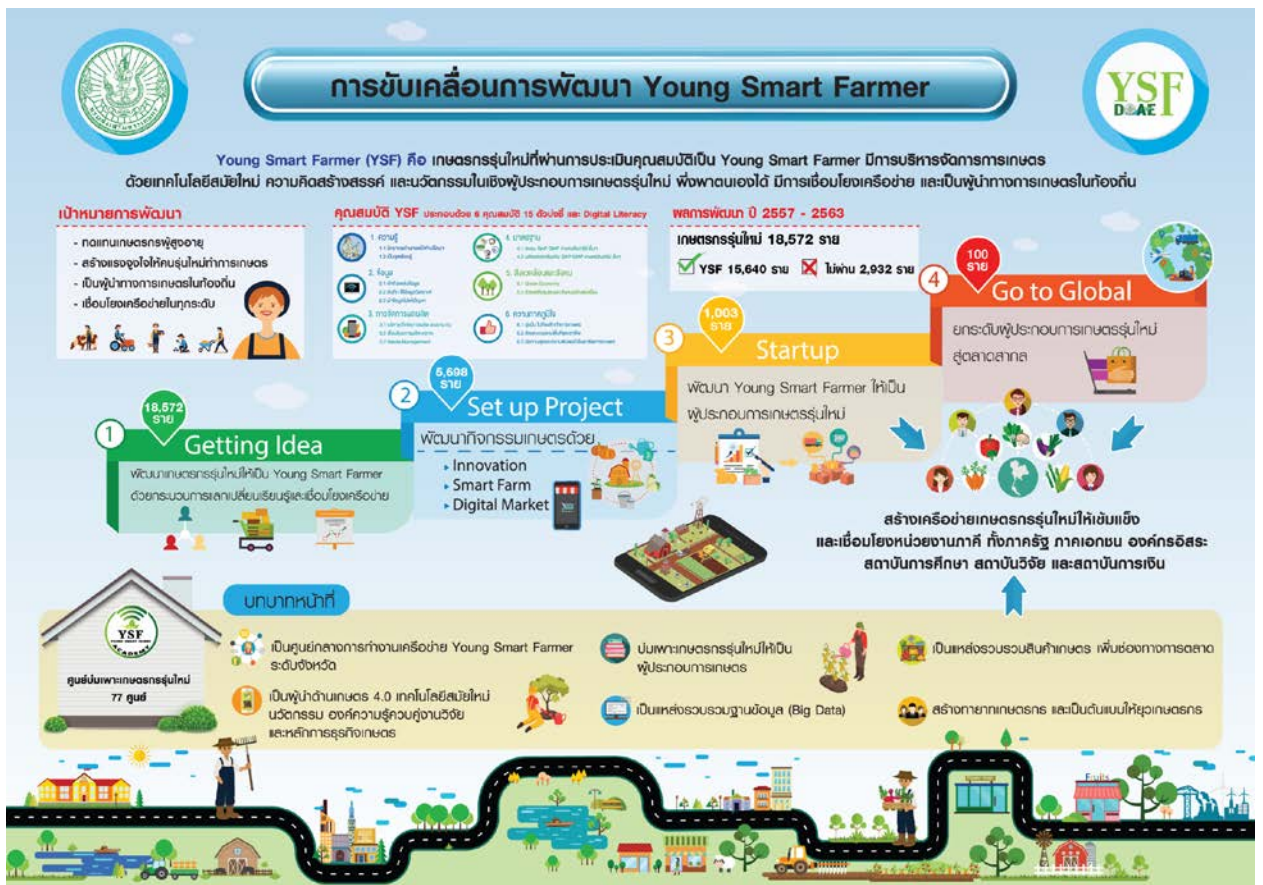 การขับเคลื่อนการพัฒนา Young Smart Farmer
YSF
DOAE
Young Smart Farmer (YSF) คือ เกษตรกรรุ่นใหม่ที่ผ่านการประเมินคุณสมบัติเป็น Young Smart Farmer มีการบริหารจัดการการเกษตร
ด้วยเทคโนโลยีสมัยใหม่ ความคิดสร้างสรรค์ และนวัตกรรมในเชิงผู้ประกอบการเกษตรรุ่นใหม่ พึ่งพาตนเองได้ มีการเชื่อมโยงเครือข่าย และเป็นผู้นำทางการเกษตรในท้องถิ่น
เป้าหมายการพัฒนา
- ทดแทนเกษตรกรผู้สูงอายุ
- สร้างแรงจูงใจให้คนรุ่นใหม่ทำการเกษตร
- เป็นผู้นำทางการเกษตรในท้องถิ่น
- เชื่อมโยงเครือข่ายในทุกระดับ
คุณสมบัติ YSF ประกอบด้วย 6 คุณสมบัติ 15 ตัวบ่งชี้ และ Digital Literacy
1. ความรู้
2. ข้อมูล
3. การจัดการผลผลิต
4. มาตรฐาน
5. สิ่งแวดล้อมและสังคม
6. ความภาคภูมิใจ
ผลการพัฒนา ปี 2557 - 2563
เกษตรกรรุ่นใหม่ 18,572 ราย
YSF 15,640 ราย
ไม่ผ่าน 2,932 ราย
1
18,572
ราย
Getting Idea
พัฒนาเกษตรกรรุ่นใหม่ให้เป็น Young Smart Farmer
ด้วยกระบวนการแลกเปลี่ยนเรียนรู้และเชื่อมโยงเครือข่าย
2
5,698
ราย
Set up Project
พัฒนากิจกรรมเกษตรด้วย
Innovation
Smart Farm
Digital Market
3
1,003
ราย
Startup
พัฒนา Young Smart Farmer ให้เป็น
ผู้ประกอบการเกษตรรุ่นใหม่
4
100
ราย
Go to Global
ยกระดับผู้ประกอบการเกษตรรุ่นใหม่
สู่ตลาดสากล
สร้างเครือข่ายเกษตรกรรุ่นใหม่ให้เข้มแข็ง
และเชื่อมโยงหน่วยงานภาคี ทั้งภาครัฐ ภาคเอกชน องค์กรอิสระ
สถาบันการศึกษา สถาบันวิจัย และสถาบันการเงิน
YSF
YOUNG SMART FARMER
ACADEMY
ศูนย์บ่มเพาะเกษตรกรรุ่นใหม่
77 ศูนย์
บทบาทหน้าที่
เป็นศูนย์กลางการทำงานเครือข่าย Young Smart Farmer
ระดับจังหวัด
เป็นผู้นำด้านเกษตร 4.0 เทคโนโลยีสมัยใหม่
นวัตกรรม องค์ความรู้ควบคู่งานวิจัย
และหลักการธุรกิจเกษตร
บ่มเพาะเกษตรกรรุ่นใหม่ให้เป็น
ผู้ประกอบการเกษตร
เป็นแหล่งรวบรวมฐานข้อมูล (Big Data)
เป็นแหล่งรวบรวมสินค้าเกษตร เพิ่มช่องทางการตลาด
สร้างทายาทเกษตรกร และเป็นต้นแบบให้ยุวเกษตรกร
Fruits